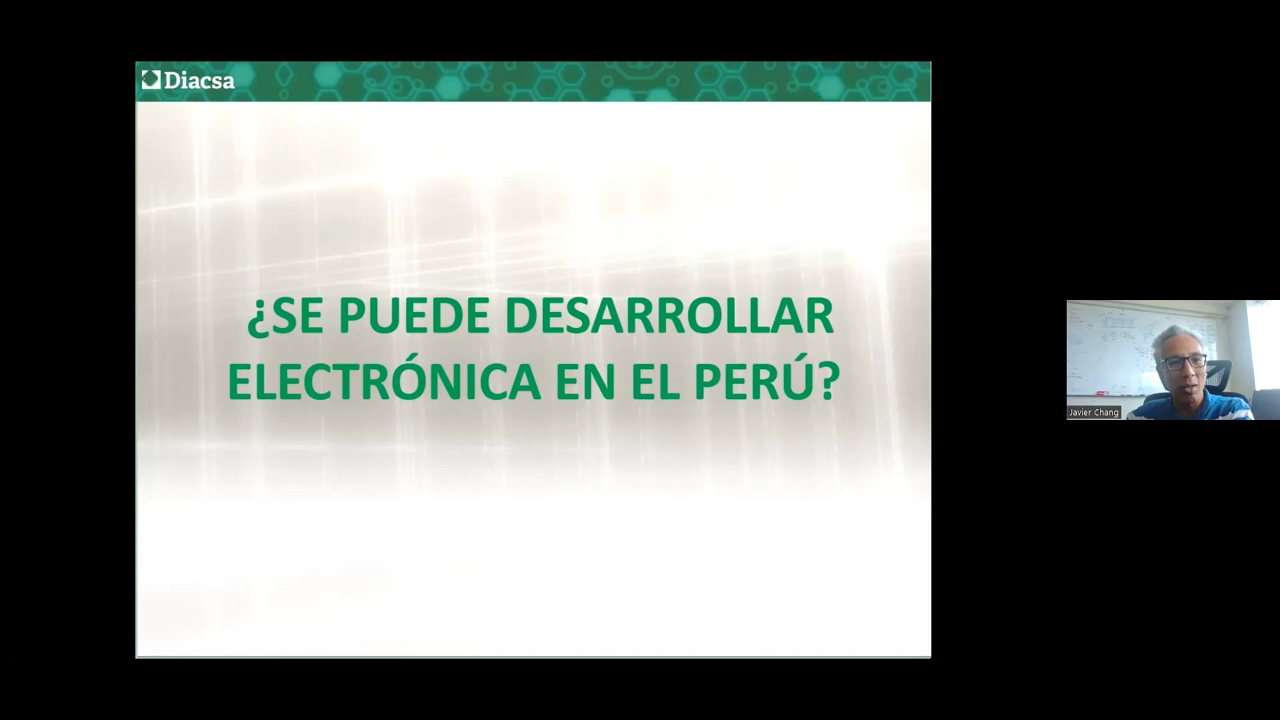 Diacsa
¿SE PUEDE DESARROLLAR
ELECTRÓNICA EN EL PERÚ?
Javier Chang